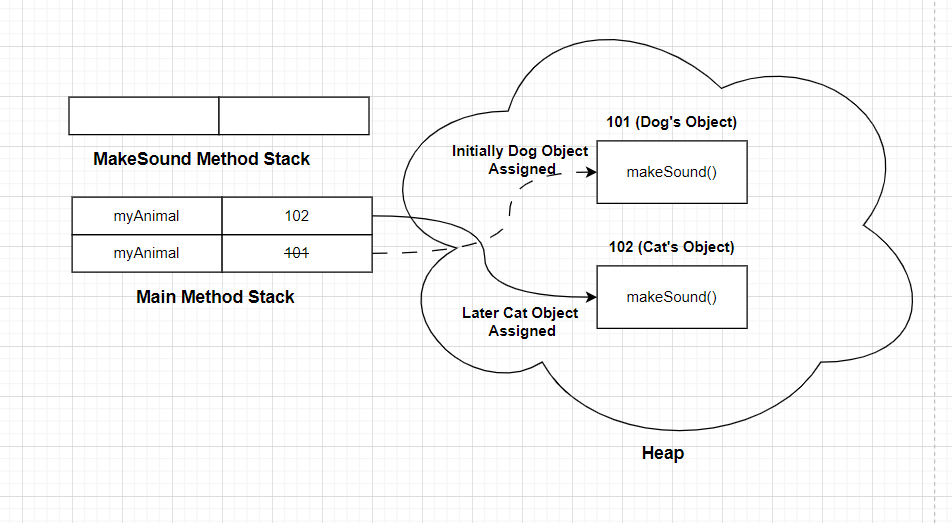 MakeSound Method Stack
myAnimal 102
myAnimal 101
Main Method Stack
Initially Dog Object
Assigned
101 (Dog's Object)
makeSound()
102 (Cat's Object)
makeSound()
Later Cat Object
Assigned
Heap